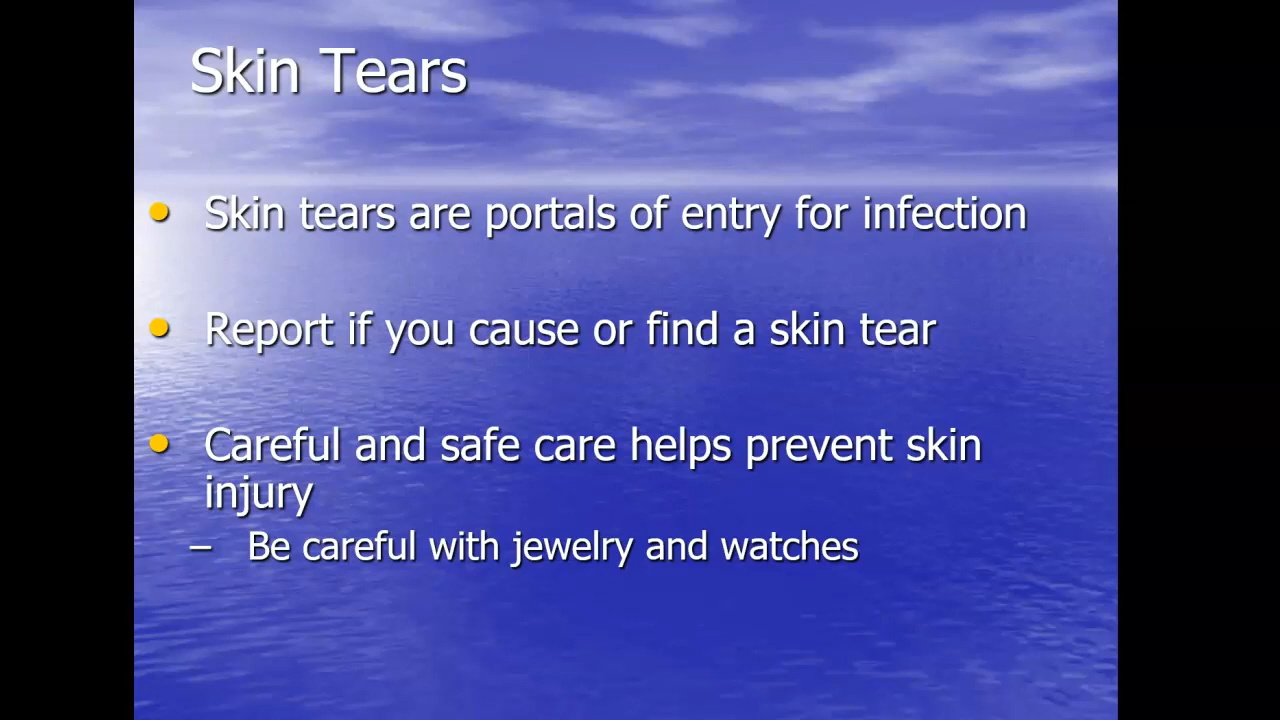 Skin Tears
• Skin tears are portals of entry for infection
• Report if you cause or find a skin tear
• Careful and safe care helps prevent skin
injury
– Be careful with jewelry and watches